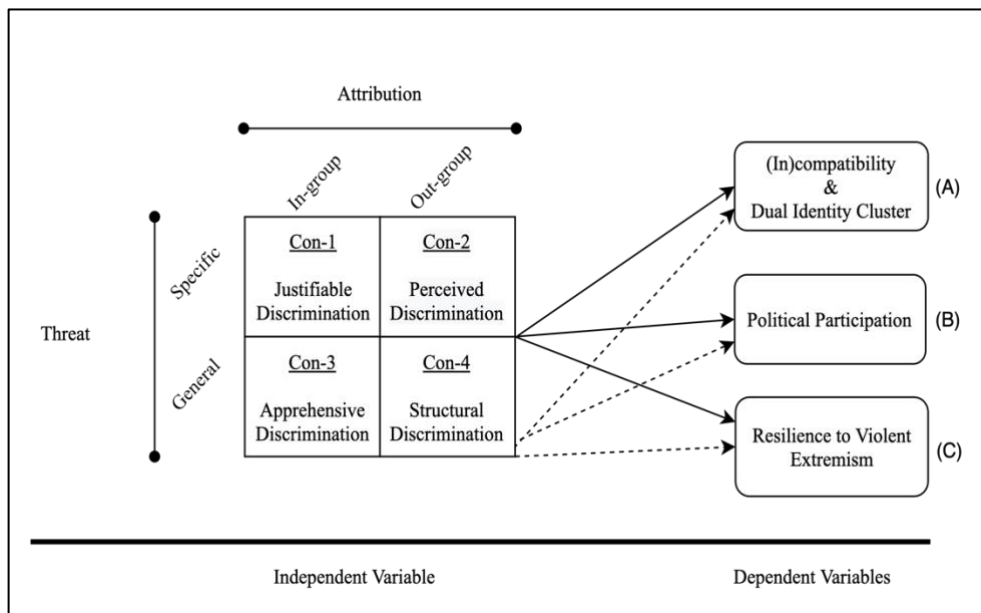 Attribution
In-group
Out-group
Threat
Specific
General
Con-1
Justifiable
Discrimination
Con-2
Perceived
Discrimination
Con-3
Apprehensive
Discrimination
Con-4
Structural
Discrimination
(In)compatibility
&
Dual Identity Cluster
(A)
Political Participation
(B)
Resilience to Violent
Extremism
(C)
Independent Variable
Dependent Variables